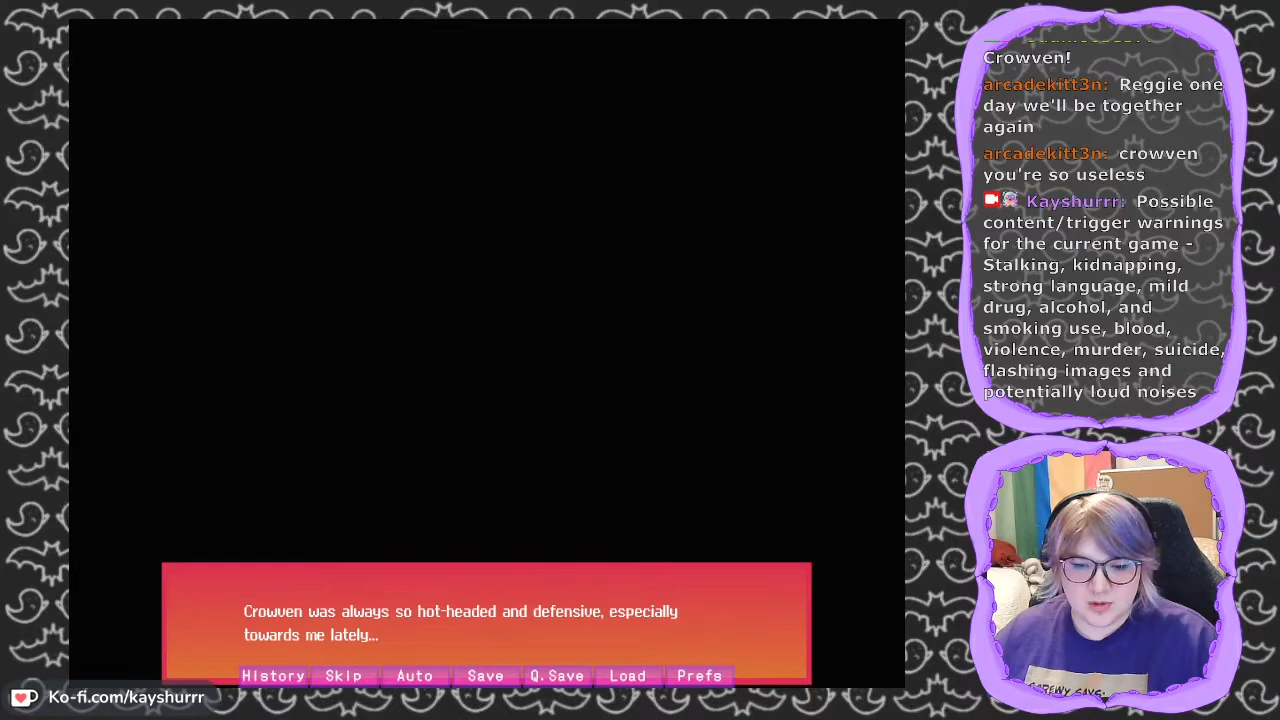 Crowven!
arcadekitt3n: Reggie one
day we'll be together
again
arcadekitt3n: crowven
you're so useless
Kayshurrr: Possible
content/trigger warnings
for the current game -
Stalking, kidnapping,
strong language, mild
drug, alcohol, and
smoking use, blood,
violence, murder, suicide,
flashing images and
potentially loud noises
Crowven was always so hot-headed and defensive, especially
towards me lately...
History Skip Auto Save Q.Save Load Prefs
Ko-fi.com/kayshurrr